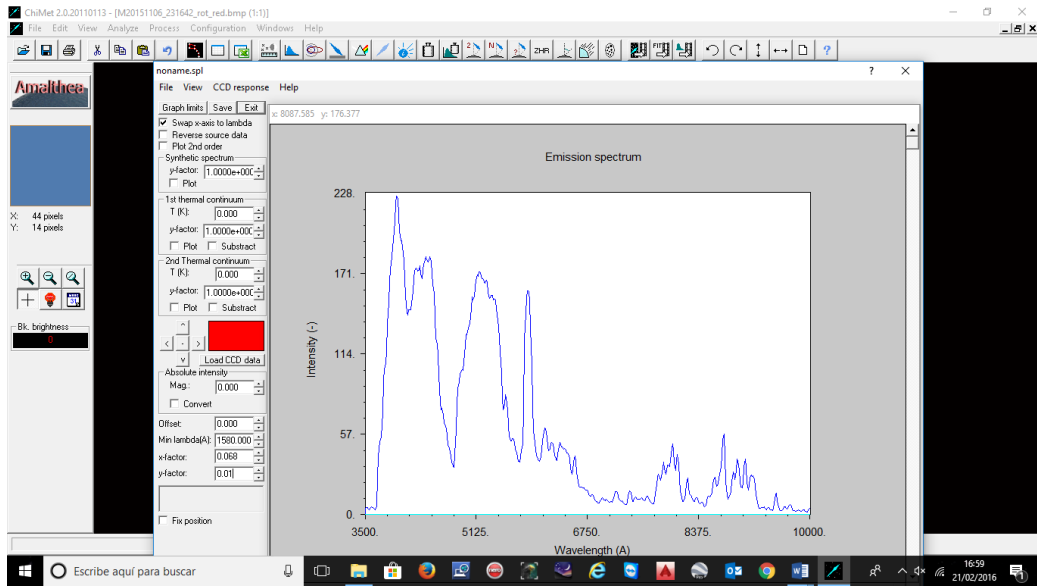 ChiMet 2.0.20110113 - [M20151106_231642_rot_red.bmp (1:1)]
File Edit View Analyze Process Configuration Windows Help
ZHR
Amalthea
X: 44 pixels
Y: 14 pixels
Bk. brightness
0
noname.spl
File View CCD response Help
Graph limits Save Exit
Swap x-axis to lambda
Reverse source data
Plot 2nd order
Synthetic spectrum
y-factor: 1.0000e+000
Plot
1st thermal continuum
T (K): 0.000
y-factor: 1.0000e+000
Plot Substract
2nd Thermal continuum
T (K): 0.000
y-factor: 1.0000e+000
Plot Substract
Load CCD data
Absolute intensity
Mag.: 0.000
Convert
Offset: 0.000
Min lambda(A): 1580.000
x-factor: 0.068
y-factor: 0.01
Fix position
x: 8087.585 y: 176.377
Emission spectrum
Intensity (-)
228.
171.
114.
57.
0.
3500. 5125. 6750. 8375. 10000.
Wavelength (A)
Escribe aquí para buscar
16:59
21/02/2016